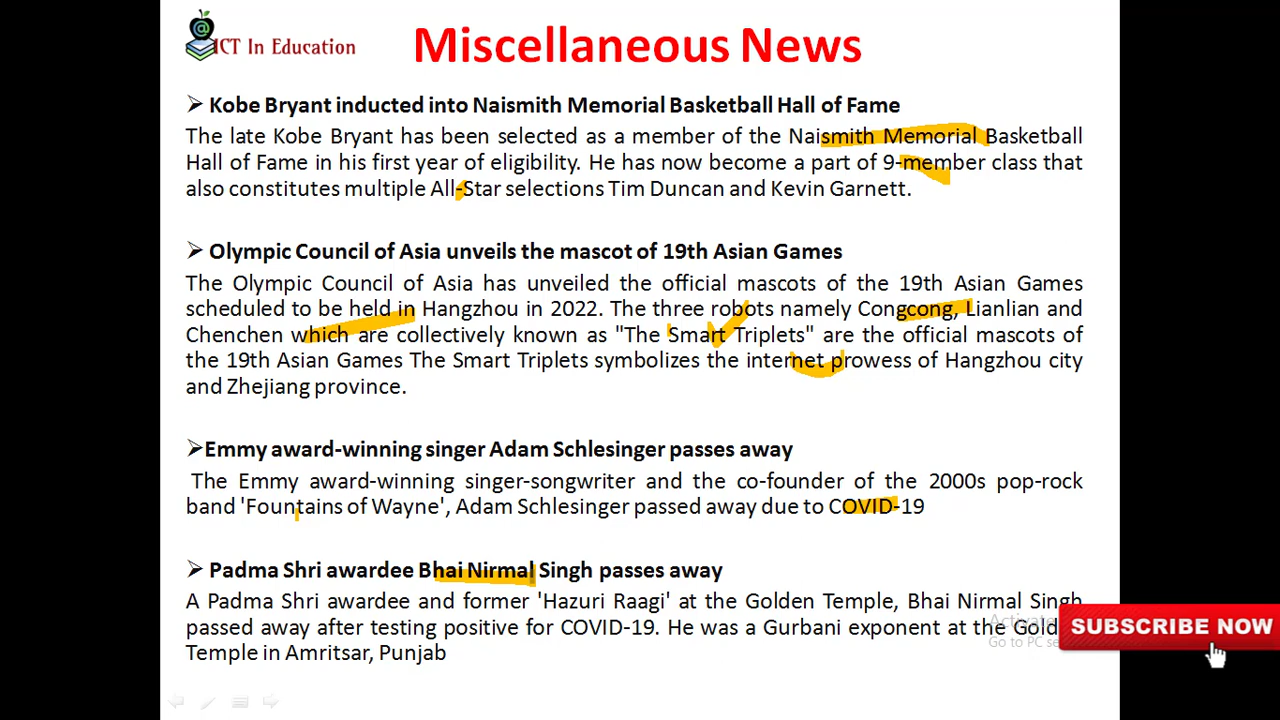 ICT In Education
Miscellaneous News
➢ Kobe Bryant inducted into Naismith Memorial Basketball Hall of Fame
The late Kobe Bryant has been selected as a member of the Naismith Memorial Basketball
Hall of Fame in his first year of eligibility. He has now become a part of 9-member class that
also constitutes multiple All-Star selections Tim Duncan and Kevin Garnett.
➢ Olympic Council of Asia unveils the mascot of 19th Asian Games
The Olympic Council of Asia has unveiled the official mascots of the 19th Asian Games
scheduled to be held in Hangzhou in 2022. The three robots namely Congcong, Lianlian and
Chenchen which are collectively known as "The Smart Triplets" are the official mascots of
the 19th Asian Games The Smart Triplets symbolizes the internet prowess of Hangzhou city
and Zhejiang province.
➢Emmy award-winning singer Adam Schlesinger passes away
The Emmy award-winning singer-songwriter and the co-founder of the 2000s pop-rock
band 'Fountains of Wayne', Adam Schlesinger passed away due to COVID-19
➢ Padma Shri awardee Bhai Nirmal Singh passes away
A Padma Shri awardee and former 'Hazuri Raagi' at the Golden Temple, Bhai Nirmal Singh
passed away after testing positive for COVID-19. He was a Gurbani exponent at the Gold
Temple in Amritsar, Punjab
Activate
Go to PC se
SUBSCRIBE NOW